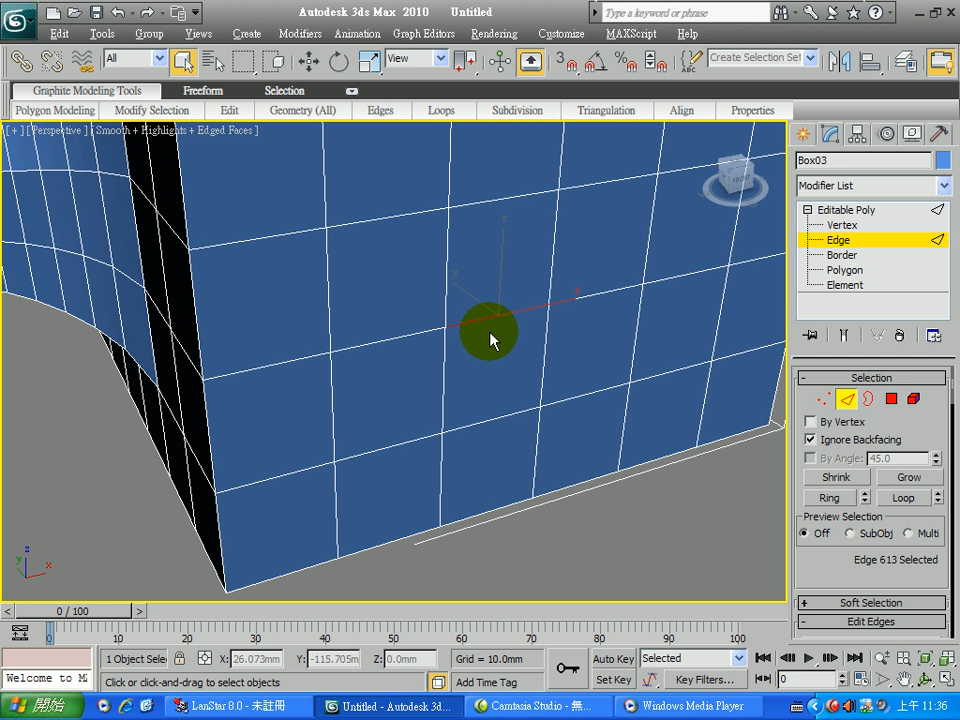 Autodesk 3ds Max 2010 Untitled
Type a keyword or phrase
Edit Tools Group Views Create Modifiers Animation Graph Editors Rendering Customize MAXScript Help
All View Create Selection Set
Graphite Modeling Tools Freeform Selection
Polygon Modeling Modify Selection Edit Geometry (All) Edges Loops Subdivision Triangulation Align Properties
[ + ] [ Perspective ] [ Smooth + Highlights + Edged Faces ]
Box03
Modifier List
Editable Poly
Vertex
Edge
Border
Polygon
Element
z
y
x
FRONT
- Selection
By Vertex
Ignore Backfacing
By Angle: 45.0
Shrink Grow
Ring Loop
Preview Selection
Off SubObj Multi
Edge 613 Selected
+ Soft Selection
- Edit Edges
z
y
x
< 0 / 100 >
0 10 20 30 40 50 60 70 80 90 100
1 Object Selec X: 26.073mm Y: -115.705m Z: 0.0mm Grid = 10.0mm Auto Key Selected
Welcome to M Click or click-and-drag to select objects Add Time Tag Set Key Key Filters... 0
開始 LanStar 8.0 - 未註冊 Untitled - Autodesk 3d... Camtasia Studio - 無... Windows Media Player 上午 11:36